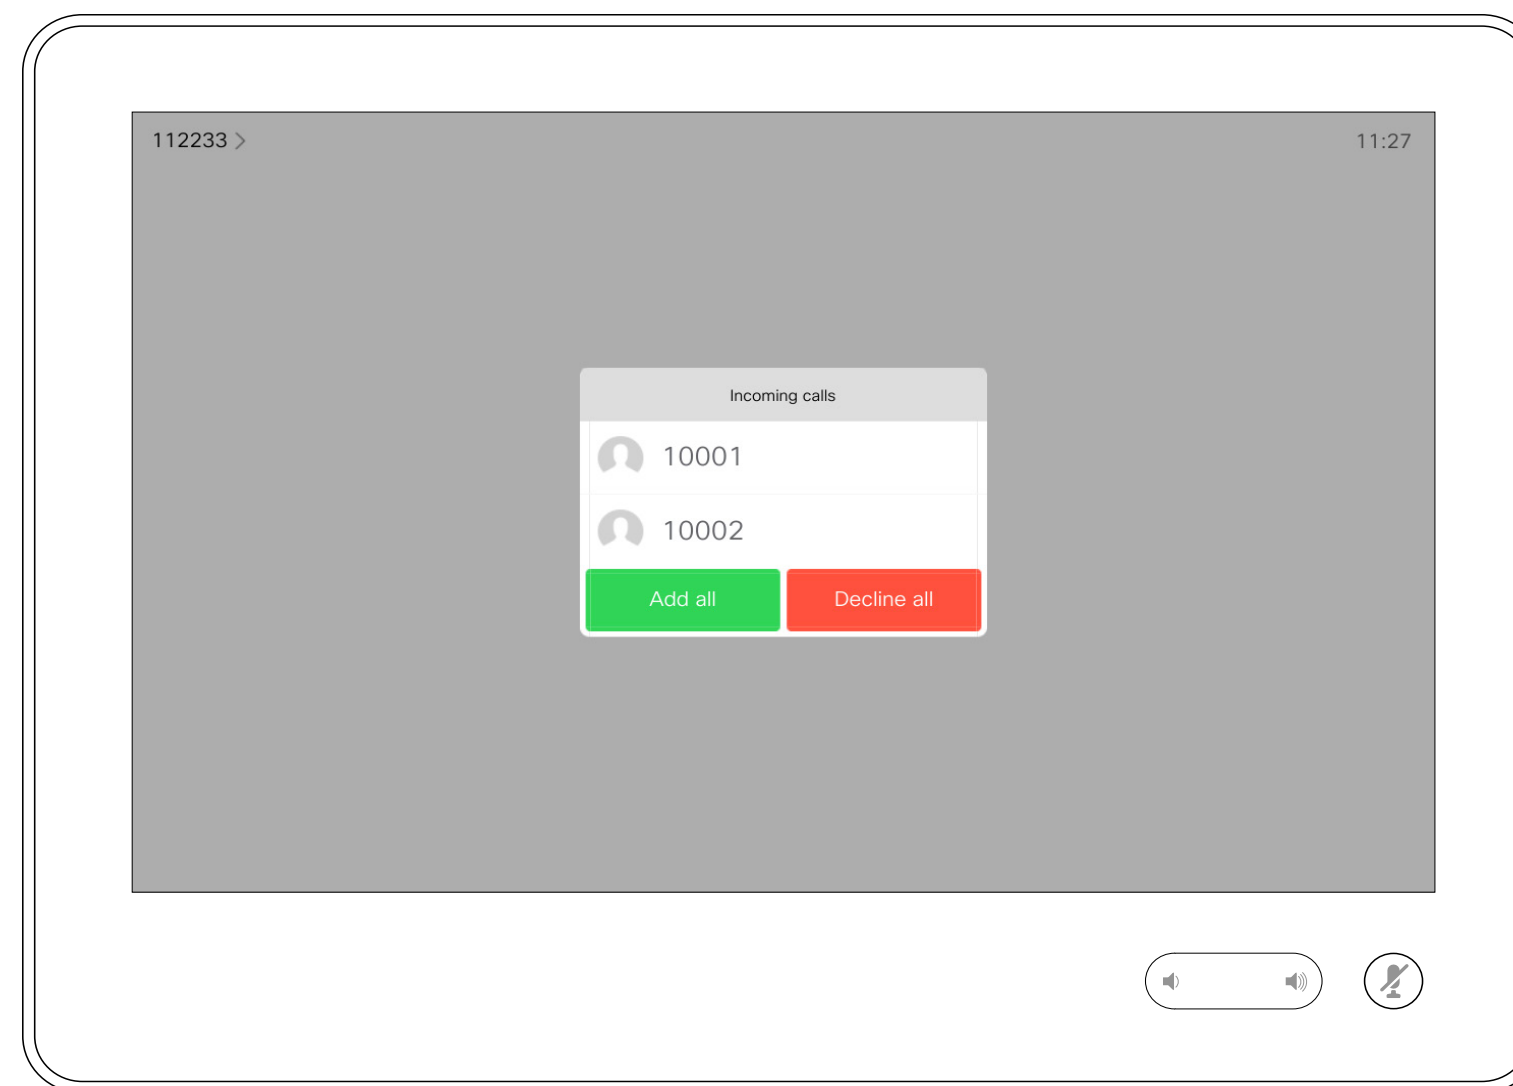 112233 >
11:27
Incoming calls
10001
10002
Add all
Decline all